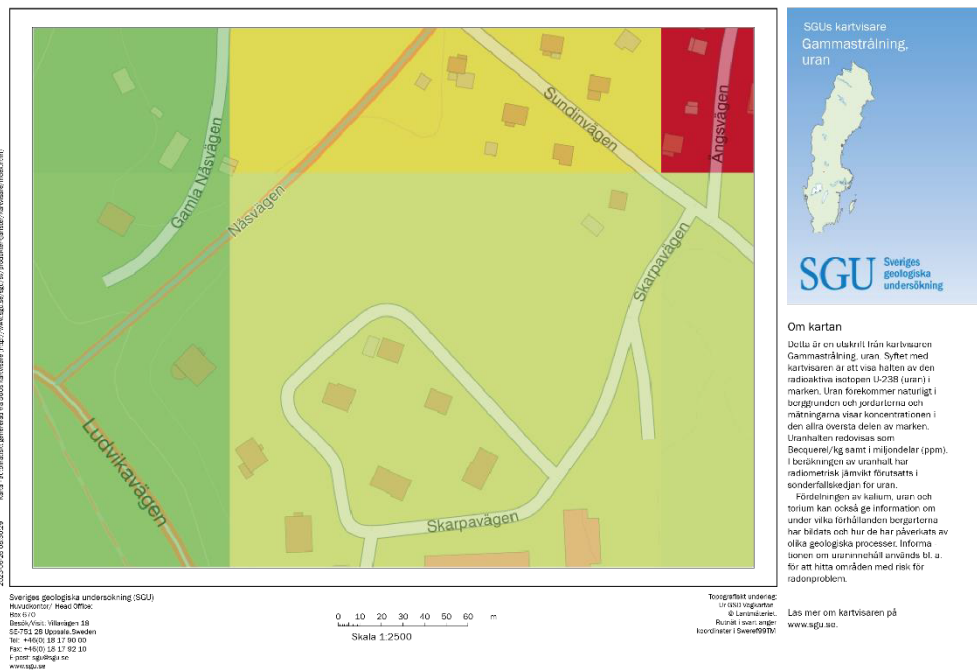 SGUs kartvisare
Gammastrålning,
uran
SGU
Sveriges
geologiska
undersökning
Gamla Näsvägen
Näsvägen
Sundinvägen
Ängsvägen
Skarpavägen
Ludvikavägen
Skarpavägen
Om kartan
Detta är en utskrift från kartvisaren
Gammastrålning, uran. Syftet med
kartvisaren är att visa halten av den
radioaktiva isotopen U-238 (uran) i
marken. Uran förekommer naturligt i
berggrunden och jordarterna och
mätningarna visar koncentrationen i
den allra översta delen av marken.
Uranhalten redovisas som
Becquerel/kg samt i miljondelar (ppm).
I beräkningen av uranhalt har
radiometrisk jämvikt förutsatts i
sönderfallskedjan för uran.
Fördelningen av kalium, uran och
torium kan också ge information om
under vilka förhållanden bergarterna
har bildats och hur de har påverkats av
olika geologiska processer. Informa
tionen om uraninnehåll används bl. a.
för att hitta områden med risk för
radonproblem.
Läs mer om kartvisaren på
www.sgu.se.
Sveriges geologiska undersökning (SGU)
Huvudkontor/ Head Office:
Box 670
Besök/Visit: Villavägen 18
SE-751 28 Uppsala, Sweden
Tel: +46(0) 18 17 90 00
Fax: +46(0) 18 17 92 10
E-post: sgu@sgu.se
www.sgu.se
0 10 20 30 40 50 60 m
Skala 1:2500
Topografiskt underlag:
Ur GSD Vägkartan
© Lantmäteriet.
Rutnät i svart anger
koordinater i Sweref99TM